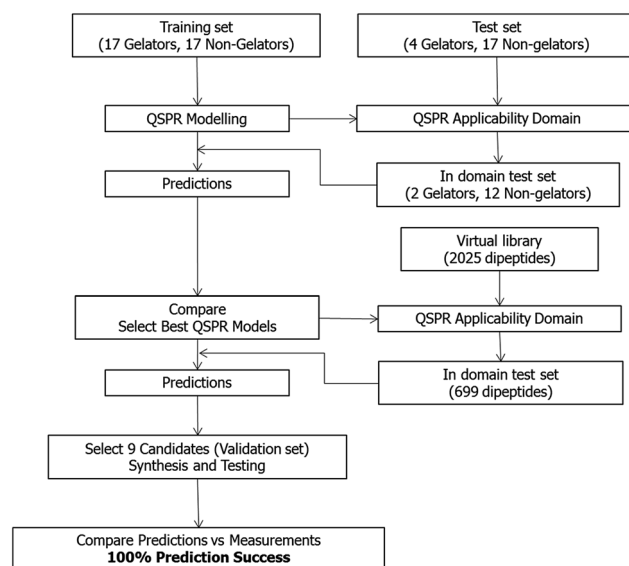 Training set
(17 Gelators, 17 Non-Gelators)
Test set
(4 Gelators, 17 Non-gelators)
QSPR Modelling
QSPR Applicability Domain
Predictions
In domain test set
(2 Gelators, 12 Non-gelators)
Virtual library
(2025 dipeptides)
Compare
Select Best QSPR Models
QSPR Applicability Domain
Predictions
In domain test set
(699 dipeptides)
Select 9 Candidates (Validation set)
Synthesis and Testing
Compare Predictions vs Measurements
100% Prediction Success